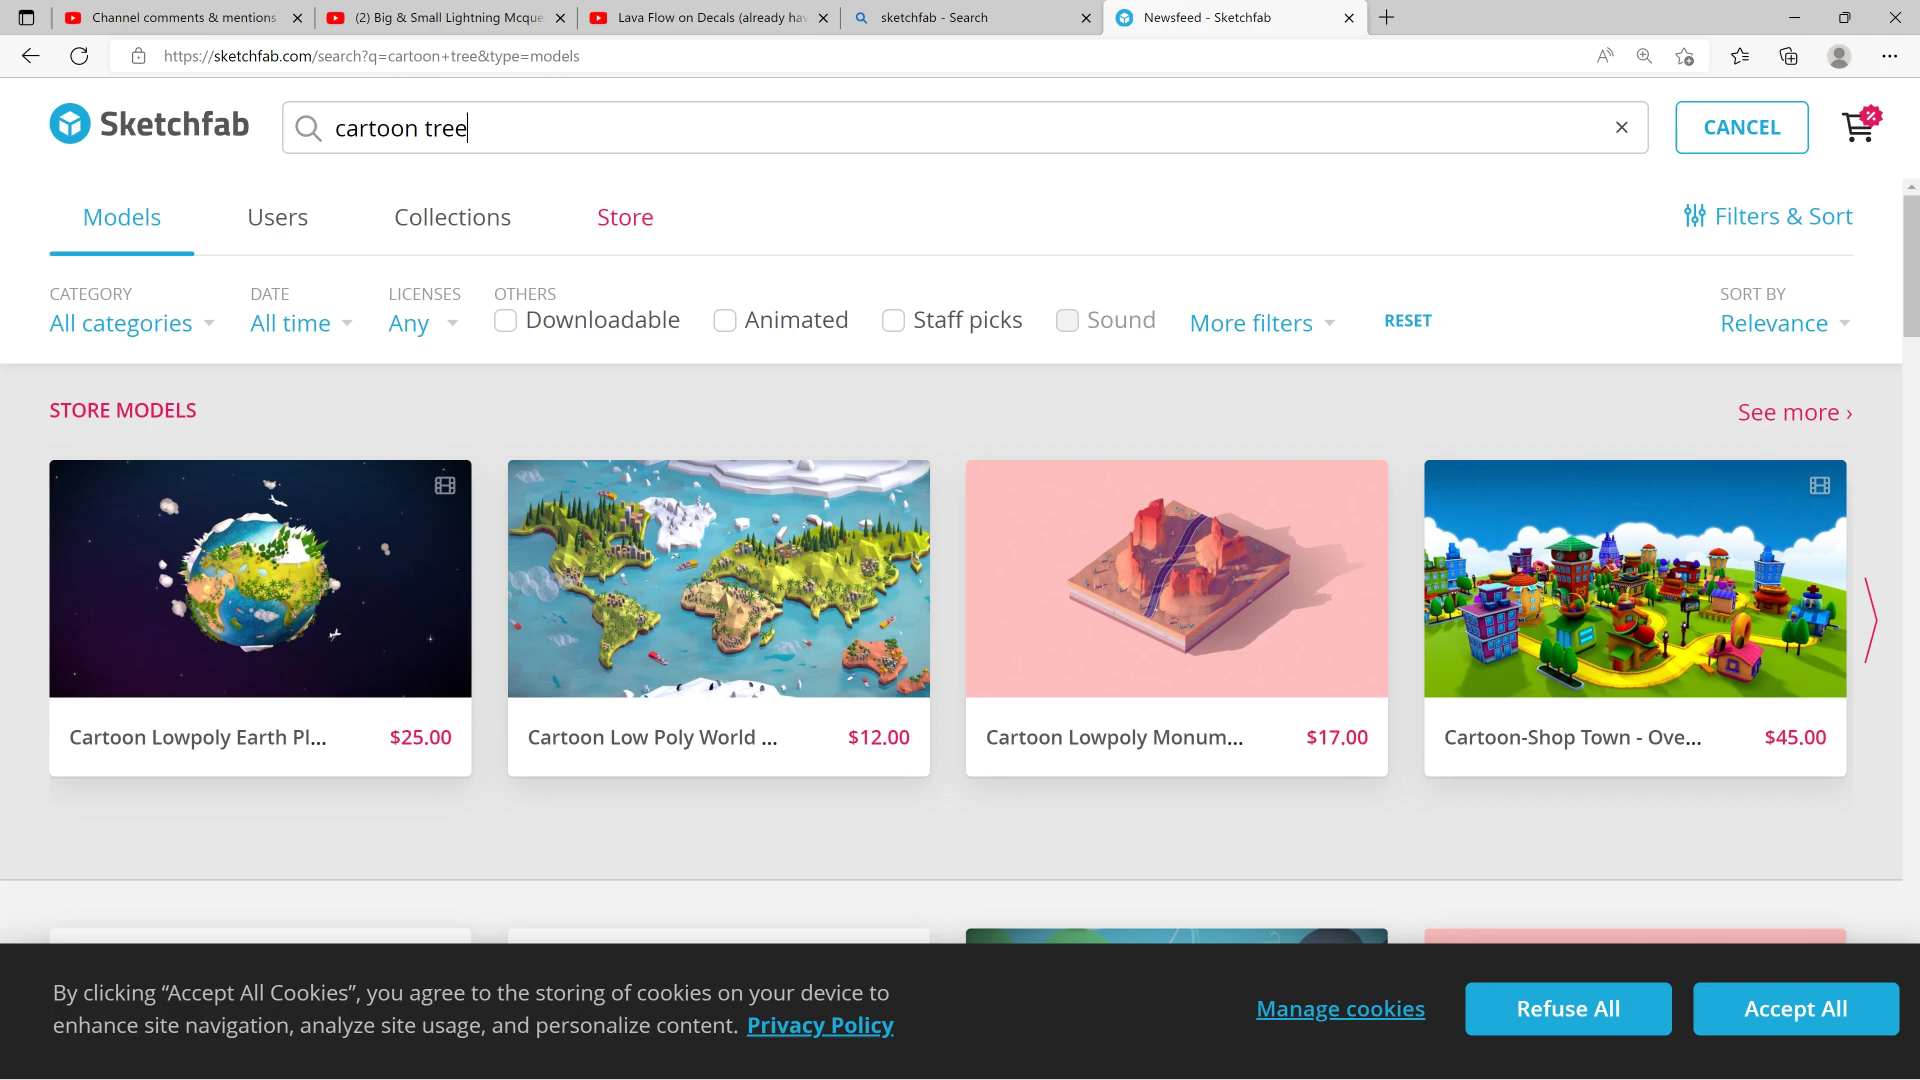 Channel comments & mentions
(2) Big & Small Lightning Mcque
Lava Flow on Decals (already hav
sketchfab - Search
Newsfeed - Sketchfab
https://sketchfab.com/search?q=cartoon+tree&type=models
Sketchfab
cartoon tree
CANCEL
Models
Users
Collections
Store
Filters & Sort
CATEGORY
DATE
LICENSES
OTHERS
SORT BY
All categories
All time
Any
Downloadable
Animated
Staff picks
Sound
More filters
RESET
Relevance
STORE MODELS
See more ›
Cartoon Lowpoly Earth Pl...
$25.00
Cartoon Low Poly World ...
$12.00
Cartoon Lowpoly Monum...
$17.00
Cartoon-Shop Town - Ove...
$45.00
By clicking “Accept All Cookies”, you agree to the storing of cookies on your device to
enhance site navigation, analyze site usage, and personalize content. Privacy Policy
Manage cookies
Refuse All
Accept All